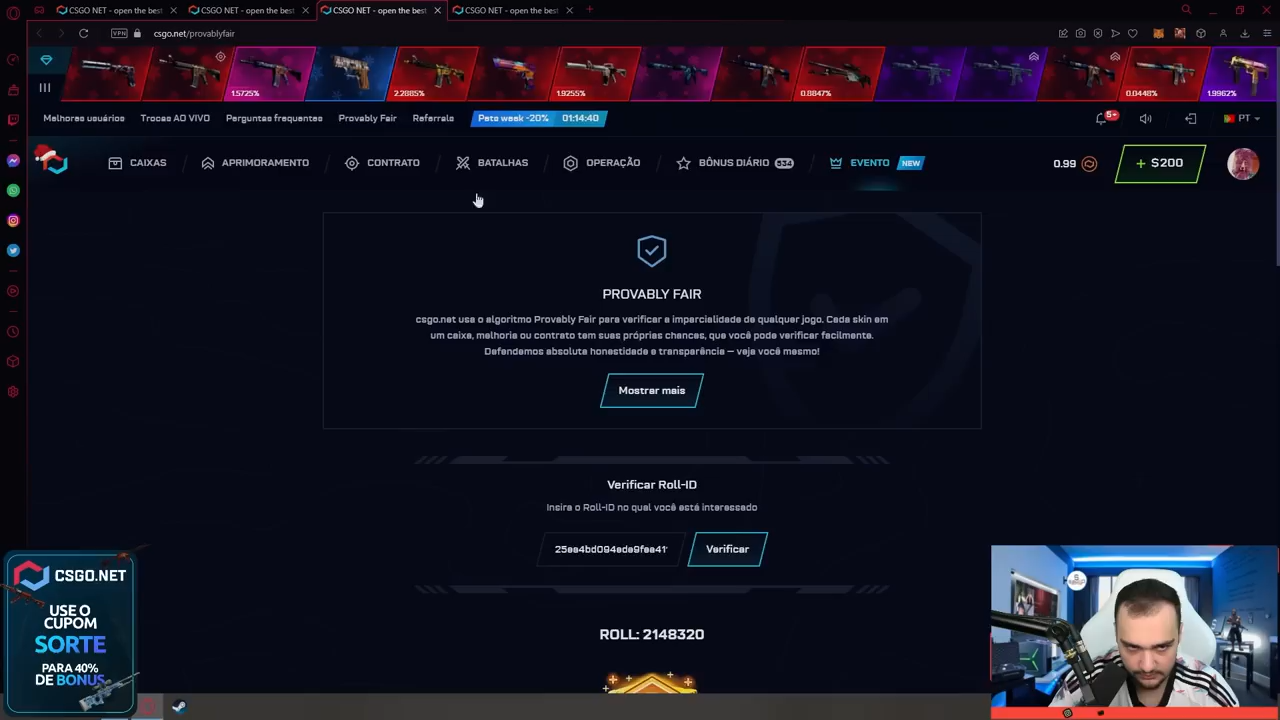 CSGO NET - open the best
CSGO NET - open the best
CSGO NET - open the best
CSGO NET - open the best
VPN csgo.net/provablyfair
1.5725%
2.2885%
1.9255%
0.8847%
0.0448%
1.9962%
Melhores usuários Trocas AO VIVO Perguntas frequentes Provably Fair Referrals Pets week -20% 01:14:40 5+ PT
CAIXAS APRIMORAMENTO CONTRATO BATALHAS OPERAÇÃO BÔNUS DIÁRIO 334 EVENTO NEW 0.99 + $200
PROVABLY FAIR
csgo.net usa o algoritmo Provably Fair para verificar a imparcialidade de qualquer jogo. Cada skin em
um caixa, melhoria ou contrato tem suas próprias chances, que você pode verificar facilmente.
Defendemos absoluta honestidade e transparência — veja você mesmo!
Mostrar mais
Verificar Roll-ID
Insira o Roll-ID no qual você está interessado
Verificar
ROLL: 2148320
CSGO.NET
USE O
CUPOM
SORTE
PARA 40%
DE BONUS